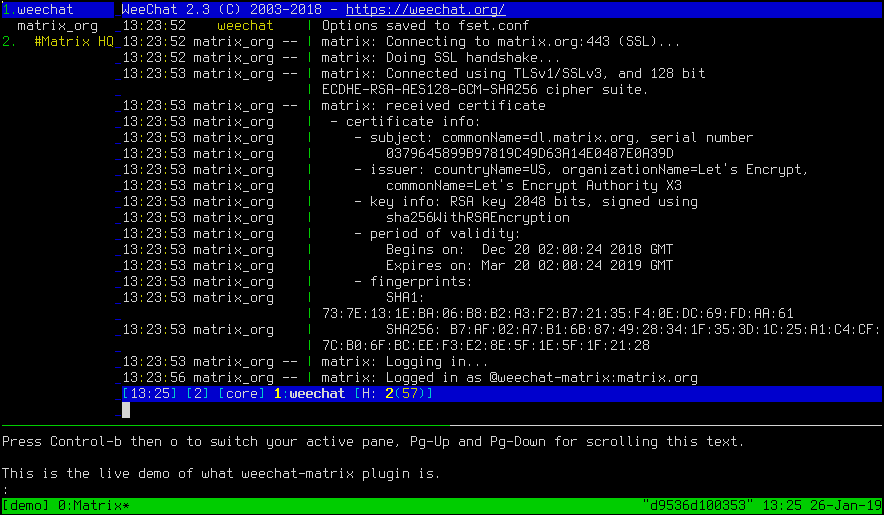 1.weechat WeeChat 2.3 (C) 2003-2018 - https://weechat.org/
matrix_org 13:23:52 weechat | Options saved to fset.conf
2. #Matrix HQ 13:23:52 matrix_org -- | matrix: Connecting to matrix.org:443 (SSL)...
13:23:52 matrix_org -- | matrix: Doing SSL handshake...
13:23:53 matrix_org -- | matrix: Connected using TLSv1/SSLv3, and 128 bit
| ECDHE-RSA-AES128-GCM-SHA256 cipher suite.
13:23:53 matrix_org -- | matrix: received certificate
13:23:53 matrix_org | - certificate info:
13:23:53 matrix_org | - subject: commonName=dl.matrix.org, serial number
13:23:53 matrix_org | 0379645899B97819C49D63A14E0487E0A39D
13:23:53 matrix_org | - issuer: countryName=US, organizationName=Let's Encrypt,
| commonName=Let's Encrypt Authority X3
13:23:53 matrix_org | - key info: RSA key 2048 bits, signed using
| sha256WithRSAEncryption
13:23:53 matrix_org | - period of validity:
13:23:53 matrix_org | Begins on: Dec 20 02:00:24 2018 GMT
13:23:53 matrix_org | Expires on: Mar 20 02:00:24 2019 GMT
13:23:53 matrix_org | - fingerprints:
13:23:53 matrix_org | SHA1:
| 73:7E:13:1E:BA:06:B8:B2:A3:F2:B7:21:35:F4:0E:DC:69:FD:AA:61
13:23:53 matrix_org | SHA256: B7:AF:02:A7:B1:6B:87:49:28:34:1F:35:3D:1C:25:A1:C4:CF:
| 7C:B0:6F:BC:EE:F3:E2:8E:5F:1E:5F:1F:21:28
13:23:53 matrix_org -- | matrix: Logging in...
13:23:56 matrix_org -- | matrix: Logged in as @weechat-matrix:matrix.org
[13:25] [2] [core] 1:weechat [H: 2(57)]
Press Control-b then o to switch your active pane, Pg-Up and Pg-Down for scrolling this text.
This is the live demo of what weechat-matrix plugin is.
:
[demo] 0:Matrix* "d9536d100353" 13:25 26-Jan-19